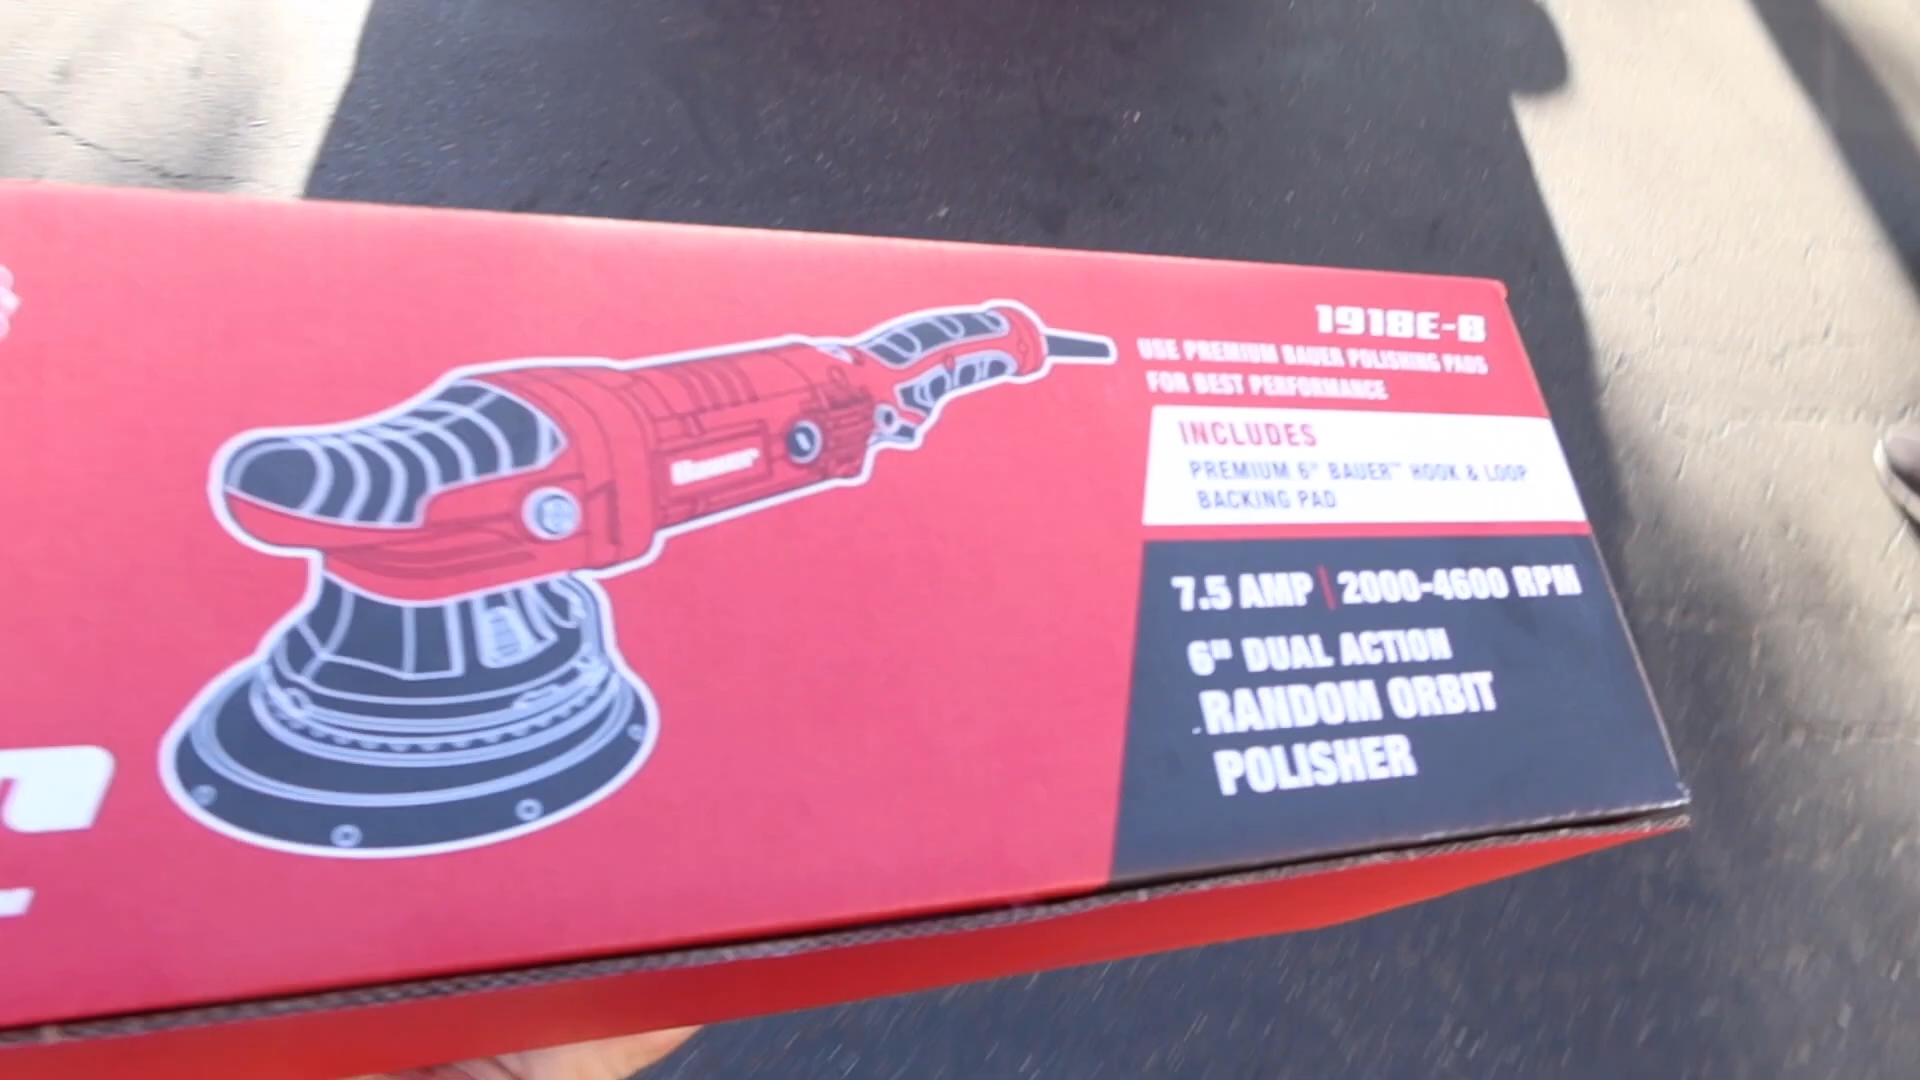 1918E-B
USE PREMIUM BAUER POLISHING PADS
FOR BEST PERFORMANCE
INCLUDES
PREMIUM 6" BAUER™ HOOK & LOOP
BACKING PAD
7.5 AMP | 2000-4600 RPM
6" DUAL ACTION
RANDOM ORBIT
POLISHER